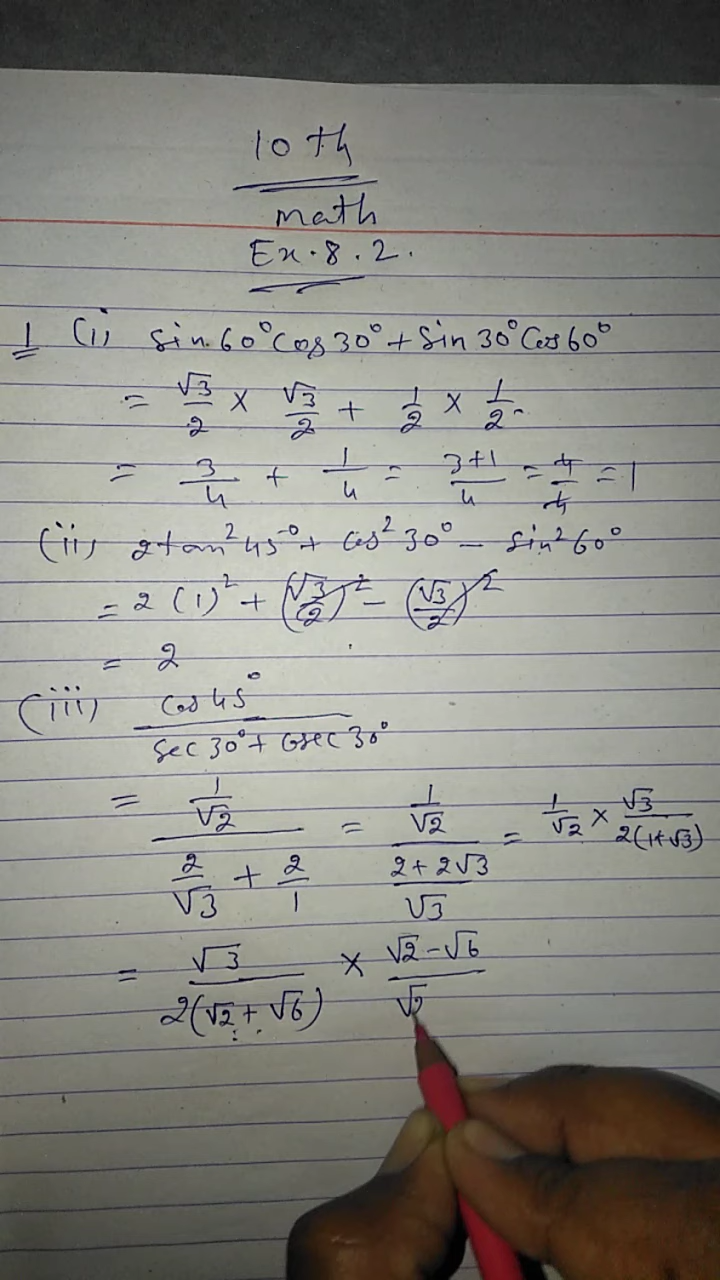 10 th
math
Ex. 8.2.
1 (i) Sin 60° Cos 30° + Sin 30° Cos 60°
= √3/2 × √3/2 + 1/2 × 1/2
= 3/4 + 1/4 = 3+1/4 = 4/4 = 1
(ii) 2tan² 45° + Cos² 30° - Sin² 60°
= 2 (1)² + (√3/2)² - (√3/2)²
= 2
(iii) Cos 45° / Sec 30° + Cosec 30°
= 1/√2 / 2/√3 + 2/1 = 1/√2 / 2+2√3/√3 = 1/√2 × √3/2(1+√3)
= √3/2(√2+√6) × √2-√6/√2